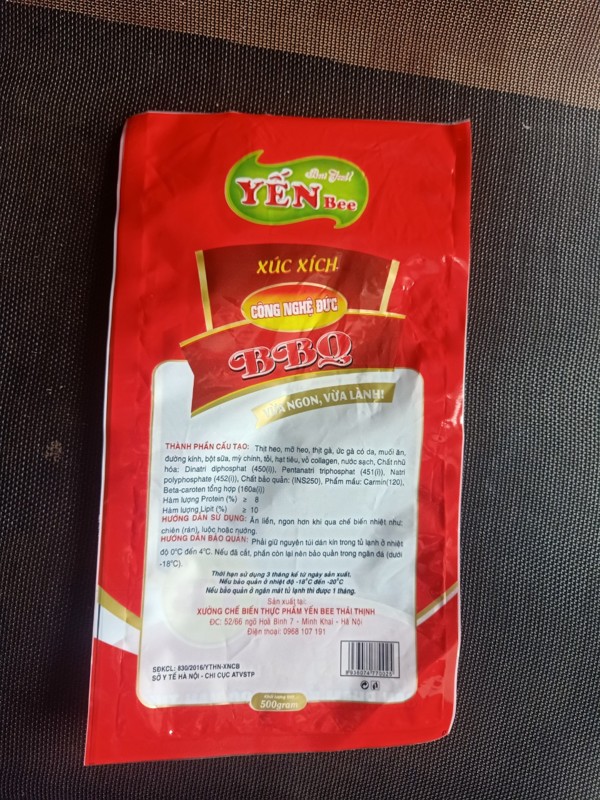 Best Food!
YẾN Bee
XÚC XÍCH
CÔNG NGHỆ ĐỨC
BBQ
VỪA NGON, VỪA LÀNH!
THÀNH PHẦN CẤU TẠO: Thịt heo, mỡ heo, thịt gà, ức gà có da, muối ăn,
đường kính, bột sữa, mỳ chính, tỏi, hạt tiêu, vỏ collagen, nước sạch, Chất nhũ
hóa: Dinatri diphosphat (450(i)), Pentanatri triphosphat (451(i)), Natri
polyphosphate (452(i)), Chất bảo quản: (INS250), Phẩm mầu: Carmin(120),
Beta-caroten tổng hợp (160a(i))
Hàm lượng Protein (%) ≥ 8
Hàm lượng Lipit (%) ≥ 10
HƯỚNG DẪN SỬ DỤNG: Ăn liền, ngon hơn khi qua chế biến nhiệt như:
chiên (rán), luộc hoặc nướng.
HƯỚNG DẪN BẢO QUẢN: Phải giữ nguyên túi dán kín trong tủ lạnh ở nhiệt
độ 0°C đến 4°C. Nếu đã cắt, phần còn lại nên bảo quản trong ngăn đá (dưới
-18°C).
Thời hạn sử dụng 3 tháng kể từ ngày sản xuất.
Nếu bảo quản ở nhiệt độ -18°C đến -20°C
Nếu bảo quản ở ngăn mát tủ lạnh thì được 1 tháng.
Sản xuất tại:
XƯỞNG CHẾ BIẾN THỰC PHẨM YẾN BEE THÁI THỊNH
ĐC: 52/66 ngõ Hoà Bình 7 - Minh Khai - Hà Nội
Điện thoại: 0968 107 191
SĐKCL: 830/2016/YTHN-XNCB
SỞ Y TẾ HÀ NỘI - CHI CỤC ATVSTP
8936074770325
Khối lượng tịnh:
500gram